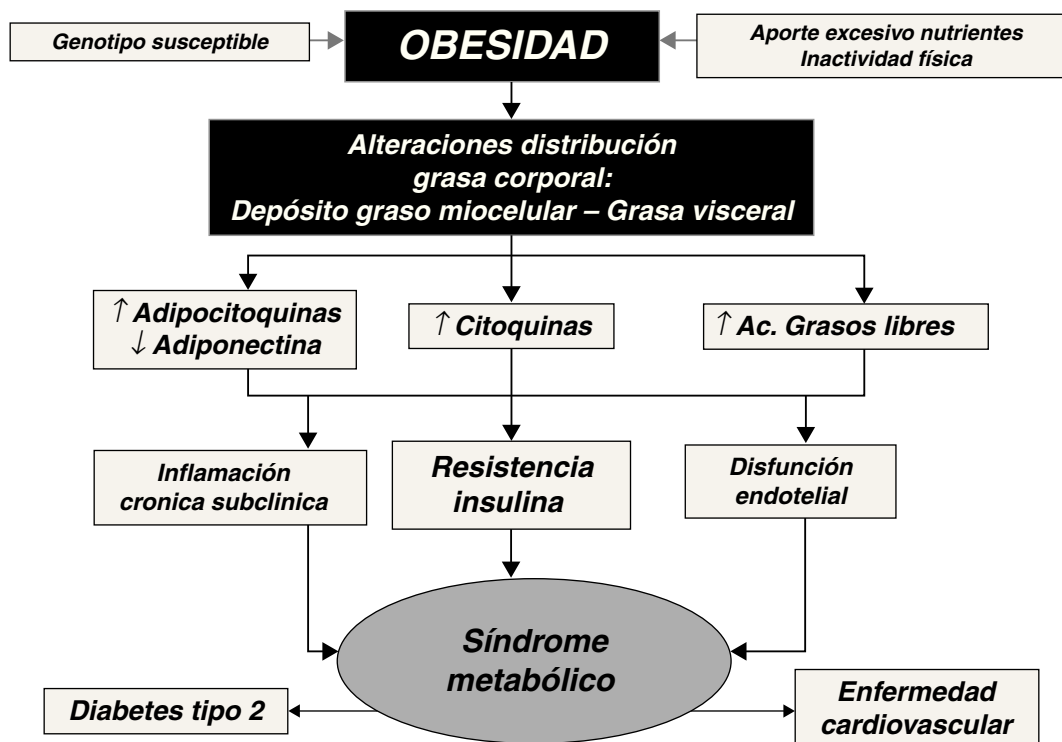 Genotipo susceptible
OBESIDAD
Aporte excesivo nutrientes
Inactividad física
Alteraciones distribución
grasa corporal:
Depósito graso miocelular – Grasa visceral
↑ Adipocitoquinas
↓ Adiponectina
↑ Citoquinas
↑ Ac. Grasos libres
Inflamación
cronica subclinica
Resistencia
insulina
Disfunción
endotelial
Síndrome
metabólico
Diabetes tipo 2
Enfermedad
cardiovascular